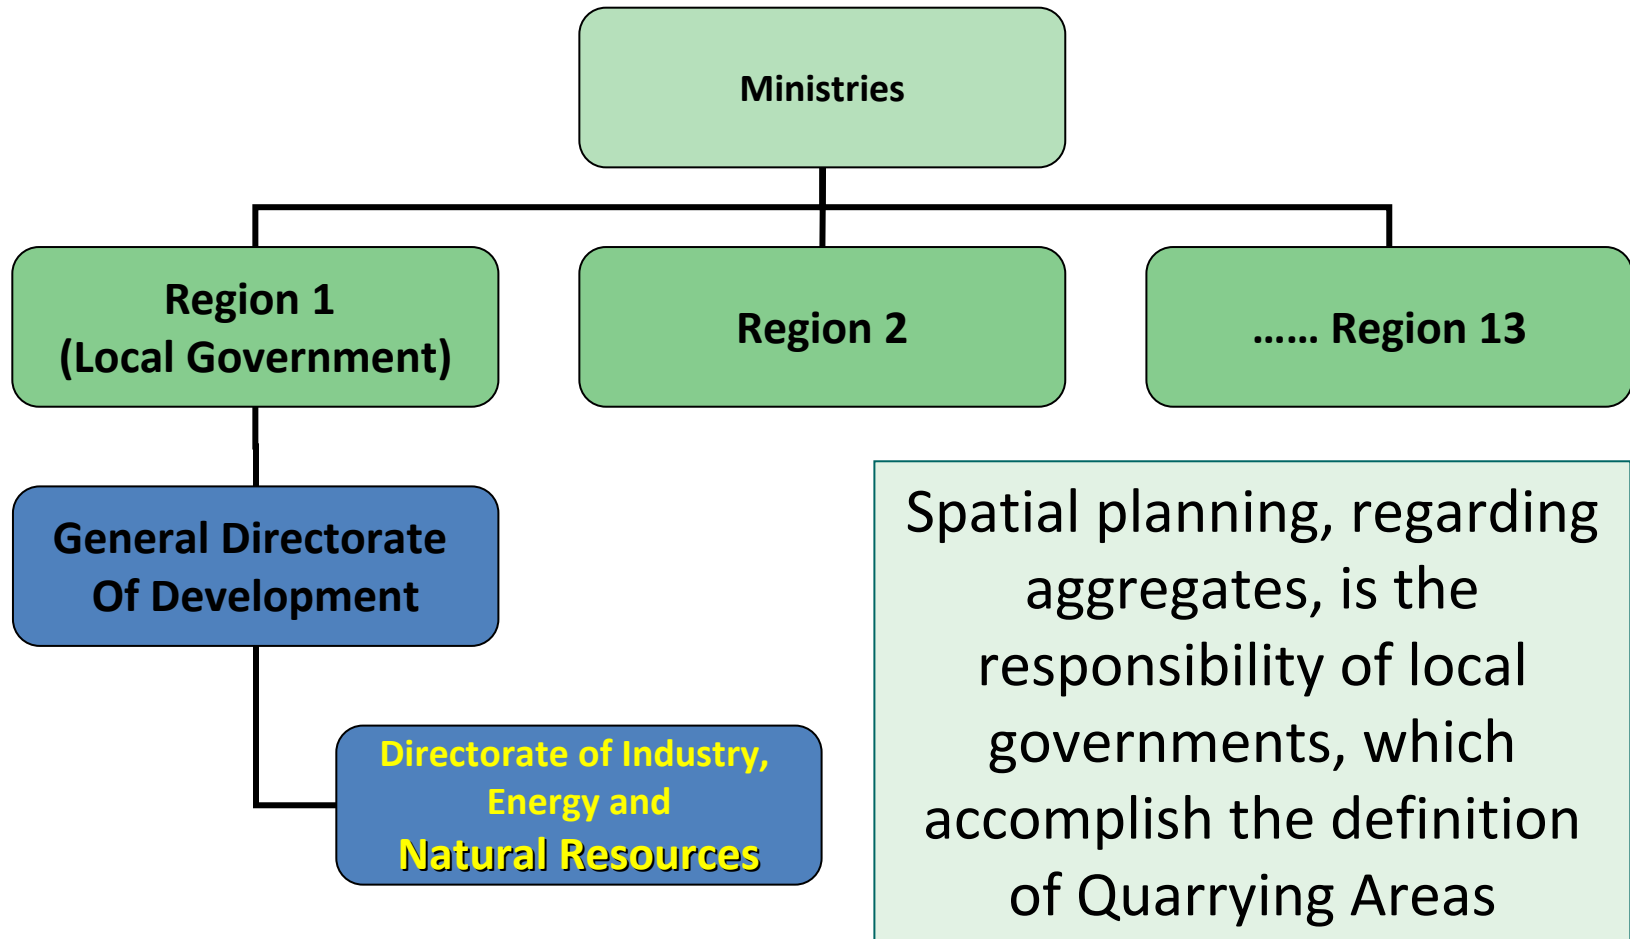 Ministries
Region 1
(Local Government)
Region 2
...... Region 13
General Directorate
Of Development
Directorate of Industry,
Energy and
Natural Resources
Spatial planning, regarding
aggregates, is the
responsibility of local
governments, which
accomplish the definition
of Quarrying Areas